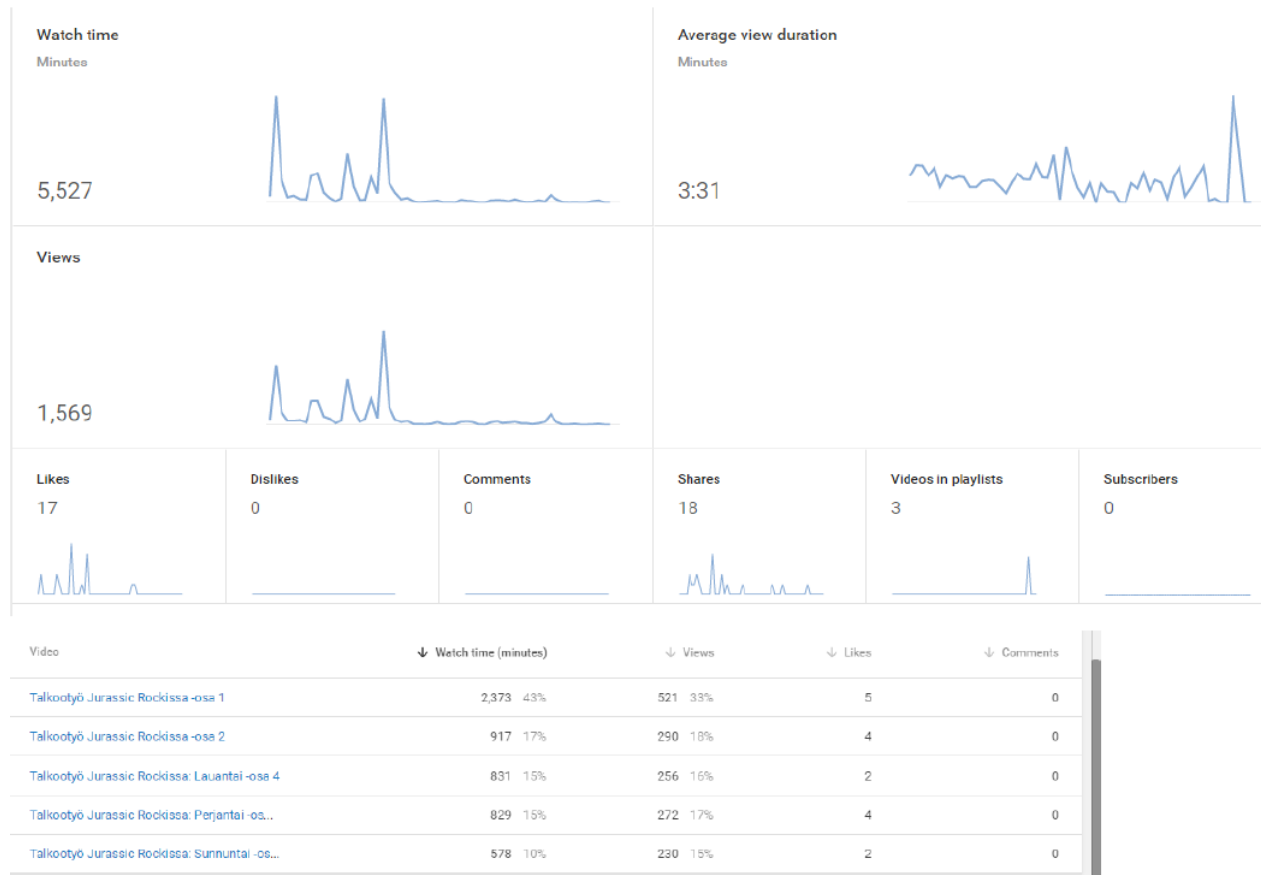 Watch time
Minutes
5,527
Average view duration
Minutes
3:31
Views
1,569
Likes
17
Dislikes
0
Comments
0
Shares
18
Videos in playlists
3
Subscribers
0
Video ↓ Watch time (minutes) ↓ Views ↓ Likes ↓ Comments
Talkootyö Jurassic Rockissa -osa 1 2,373 43% 521 33% 5 0
Talkootyö Jurassic Rockissa -osa 2 917 17% 290 18% 4 0
Talkootyö Jurassic Rockissa: Lauantai -osa 4 831 15% 256 16% 2 0
Talkootyö Jurassic Rockissa: Perjantai -os... 829 15% 272 17% 4 0
Talkootyö Jurassic Rockissa: Sunnuntai -os... 578 10% 230 15% 2 0